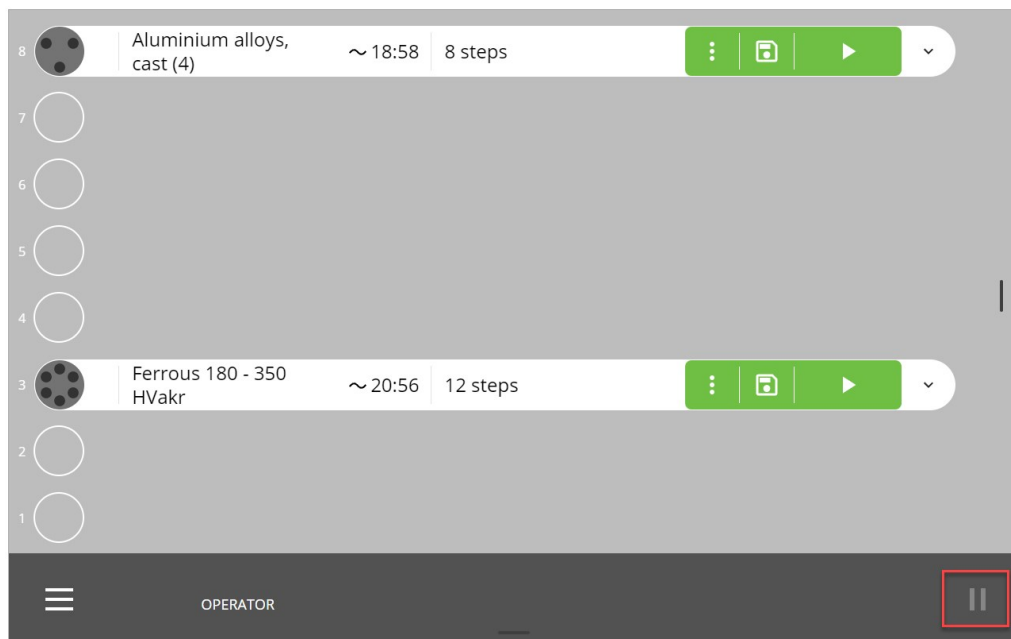 8
Aluminium alloys,
cast (4)
~ 18:58
8 steps
7
6
5
4
3
Ferrous 180 - 350
HVakr
~ 20:56
12 steps
2
1
OPERATOR